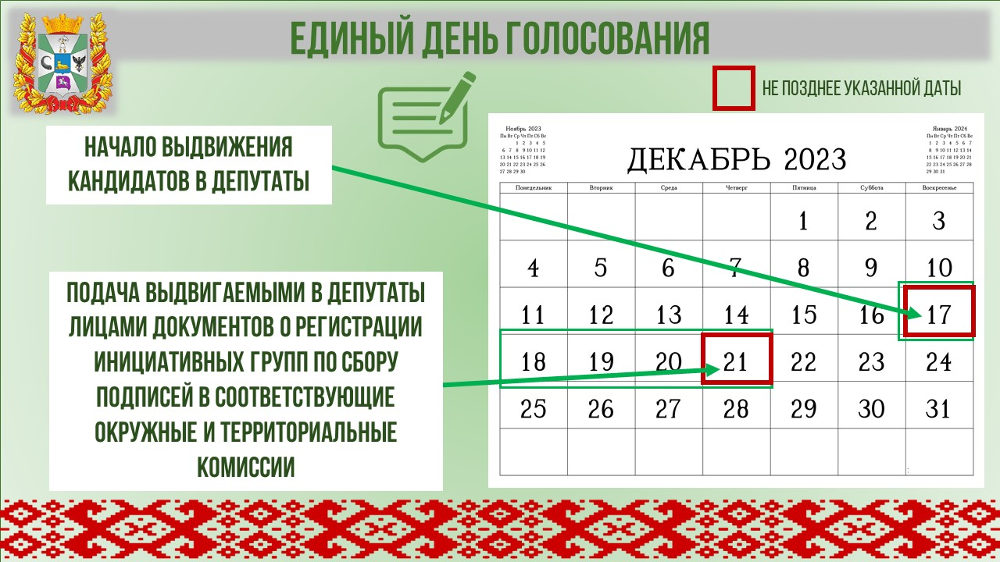 ЕДИНЫЙ ДЕНЬ ГОЛОСОВАНИЯ
НЕ ПОЗДНЕЕ УКАЗАННОЙ ДАТЫ
НАЧАЛО ВЫДВИЖЕНИЯ
КАНДИДАТОВ В ДЕПУТАТЫ
ПОДАЧА ВЫДВИГАЕМЫМИ В ДЕПУТАТЫ
ЛИЦАМИ ДОКУМЕНТОВ О РЕГИСТРАЦИИ
ИНИЦИАТИВНЫХ ГРУПП ПО СБОРУ
ПОДПИСЕЙ В СООТВЕТСТВУЮЩИЕ
ОКРУЖНЫЕ И ТЕРРИТОРИАЛЬНЫЕ
КОМИССИИ
Ноябрь 2023
Пн Вт Ср Чт Пт Сб Вс
1 2 3 4 5
6 7 8 9 10 11 12
13 14 15 16 17 18 19
20 21 22 23 24 25 26
27 28 29 30
ДЕКАБРЬ 2023
Январь 2024
Пн Вт Ср Чт Пт Сб Вс
1 2 3 4 5 6 7
8 9 10 11 12 13 14
15 16 17 18 19 20 21
22 23 24 25 26 27 28
29 30 31
Понедельник Вторник Среда Четверг Пятница Суббота Воскресенье
1 2 3
4 5 6 7 8 9 10
11 12 13 14 15 16 17
18 19 20 21 22 23 24
25 26 27 28 29 30 31